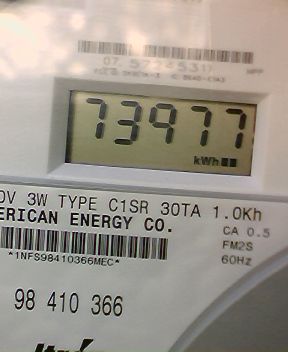 73977
kWh
0V 3W TYPE C1SR 30TA 1.0Kh
ERICAN ENERGY CO.
CA 0.5
*1NFS98410366MEC*
FM2S
60Hz
98 410 366